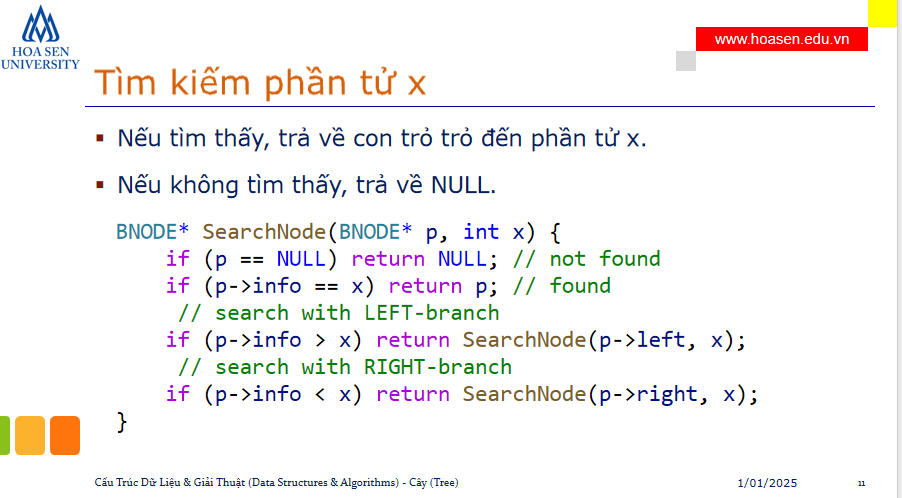 HOA SEN
UNIVERSITY
www.hoasen.edu.vn
Tìm kiếm phần tử x
▪ Nếu tìm thấy, trả về con trỏ trỏ đến phần tử x.
▪ Nếu không tìm thấy, trả về NULL.
BNODE* SearchNode(BNODE* p, int x) {
    if (p == NULL) return NULL; // not found
    if (p->info == x) return p; // found
     // search with LEFT-branch
    if (p->info > x) return SearchNode(p->left, x);
     // search with RIGHT-branch
    if (p->info < x) return SearchNode(p->right, x);
}
Cấu Trúc Dữ Liệu & Giải Thuật (Data Structures & Algorithms) - Cây (Tree)
1/01/2025
11